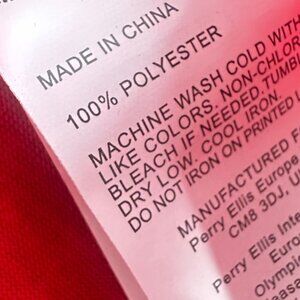 MADE IN CHINA
100% POLYESTER
MACHINE WASH COLD WITH
LIKE COLORS. NON-CHLOR
BLEACH IF NEEDED. TUMBL
DRY LOW. COOL IRON.
DO NOT IRON ON PRINTED
MANUFACTURED F
Perry Ellis Europe
CM8 3DJ, U
Perry Ellis Inte
Europ
Olympic